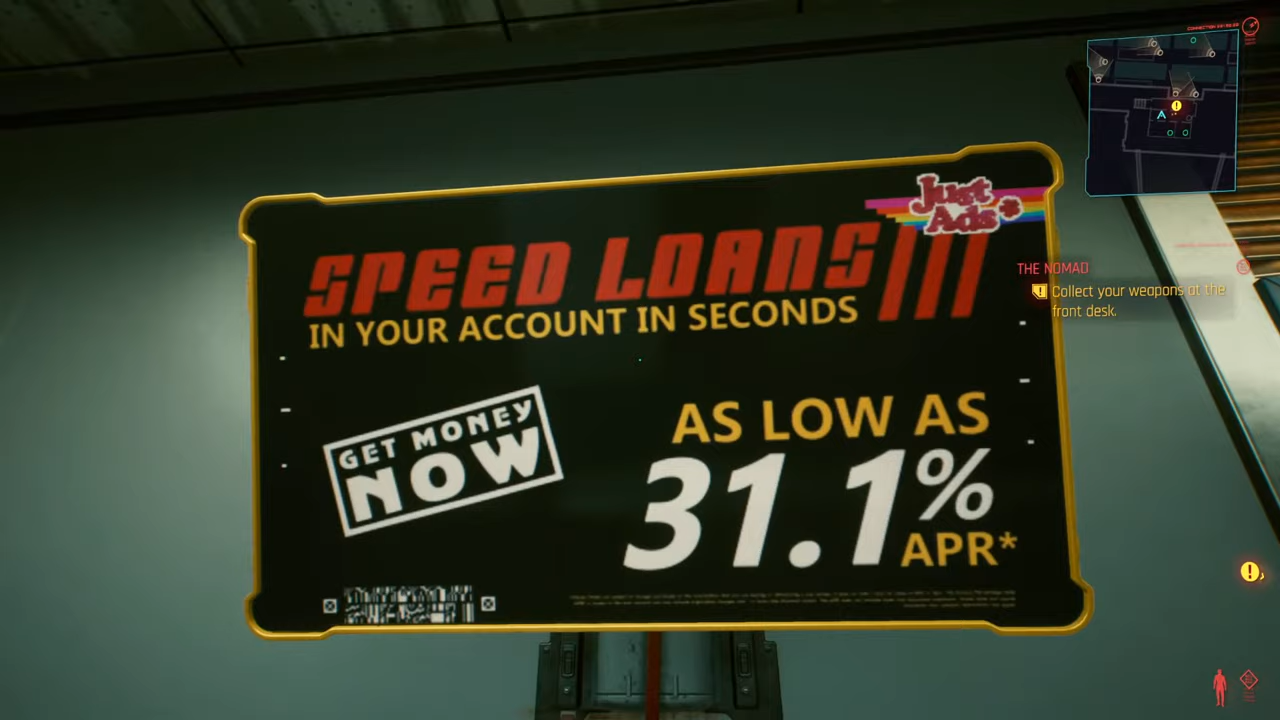 Just
Ads
SPEED LOANS
IN YOUR ACCOUNT IN SECONDS
THE NOMAD
Collect your weapons at the
front desk.
GET MONEY
NOW
AS LOW AS
31.1%
APR*